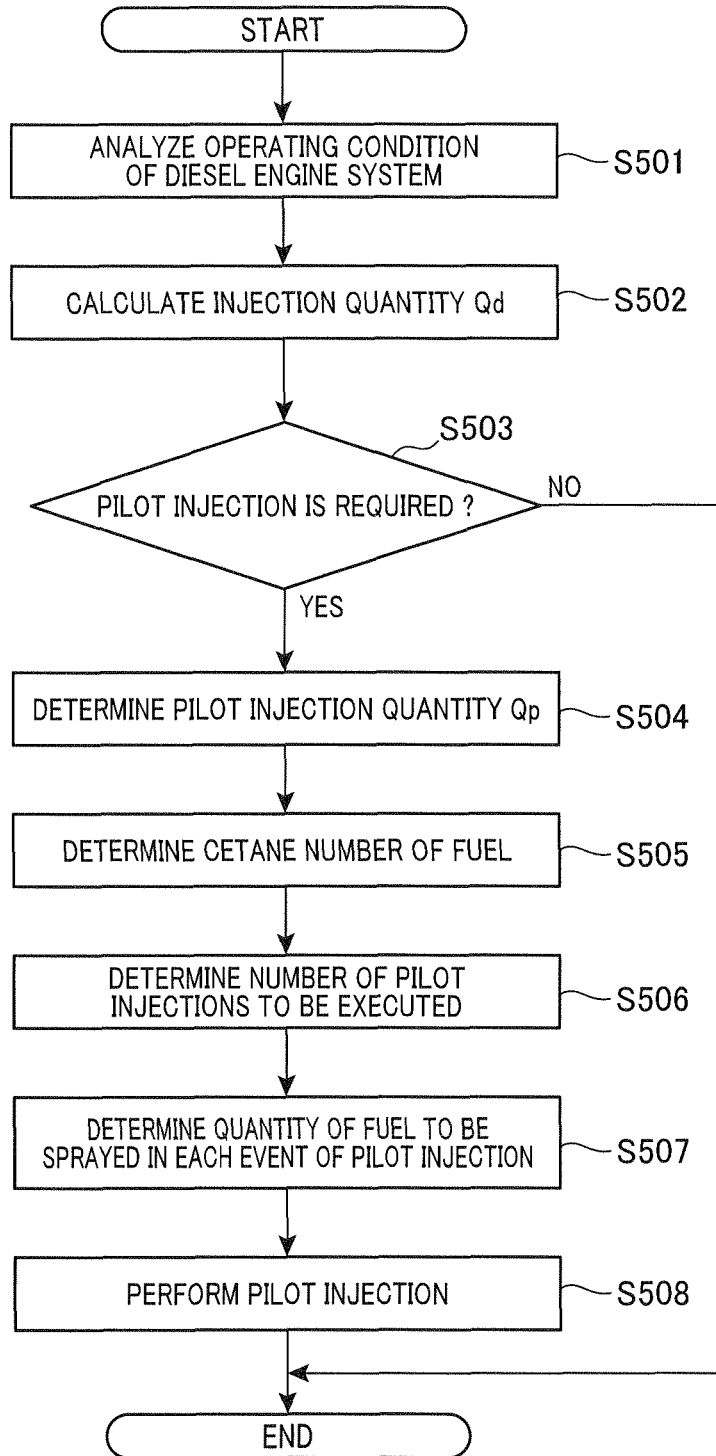 START
ANALYZE OPERATING CONDITION
OF DIESEL ENGINE SYSTEM
S501
CALCULATE INJECTION QUANTITY Qd
S502
S503
PILOT INJECTION IS REQUIRED ?
NO
YES
DETERMINE PILOT INJECTION QUANTITY Qp
S504
DETERMINE CETANE NUMBER OF FUEL
S505
DETERMINE NUMBER OF PILOT
INJECTIONS TO BE EXECUTED
S506
DETERMINE QUANTITY OF FUEL TO BE
SPRAYED IN EACH EVENT OF PILOT INJECTION
S507
PERFORM PILOT INJECTION
S508
END